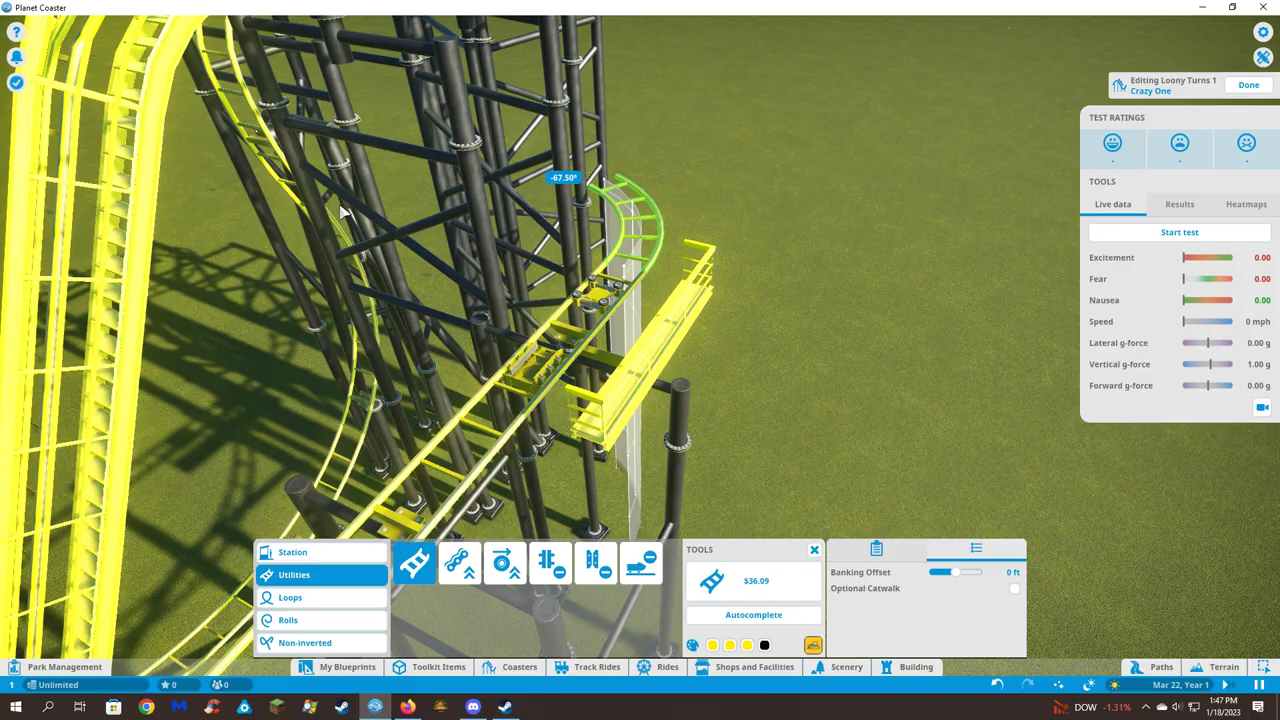 Planet Coaster
Editing Loony Turns 1
Crazy One
Done
TEST RATINGS
- - -
TOOLS
Live data Results Heatmaps
Start test
Excitement 0.00
Fear 0.00
Nausea 0.00
Speed 0 mph
Lateral g-force 0.00 g
Vertical g-force 1.00 g
Forward g-force 0.00 g
-67.50°
Station
Utilities
Loops
Rolls
Non-inverted
TOOLS
$36.09
Autocomplete
Banking Offset 0 ft
Optional Catwalk
Park Management My Blueprints Toolkit Items Coasters Track Rides Rides Shops and Facilities Scenery Building Paths Terrain
1 Unlimited 0 0 Mar 22, Year 1
DOW -1.31% 1:47 PM
1/18/2023